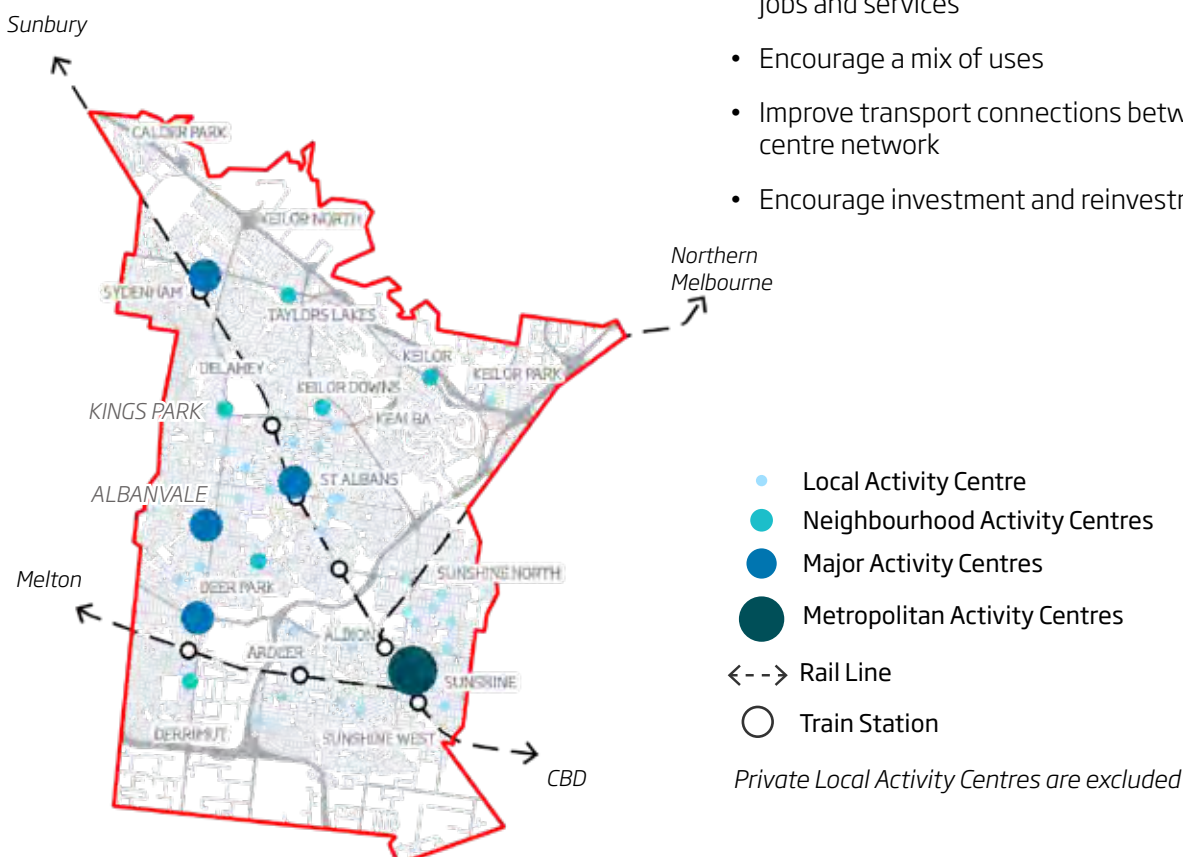 jobs and services
• Encourage a mix of uses
• Improve transport connections betw
centre network
• Encourage investment and reinvestr
Sunbury
CALDER PARK
KEILOR NORTH
Northern
Melbourne
SYDENHAM
TAYLORS LAKES
DELAHEY
KEILOR
KEILOR PARK
KEILOR DOWNS
KINGS PARK
KEALBA
ST ALBANS
ALBANVALE
Melton
DEER PARK
SUNSHINE NORTH
ALBION
ARDEER
SUNSHINE
DERRIMUT
SUNSHINE WEST
CBD
Local Activity Centre
Neighbourhood Activity Centres
Major Activity Centres
Metropolitan Activity Centres
Rail Line
Train Station
Private Local Activity Centres are excluded